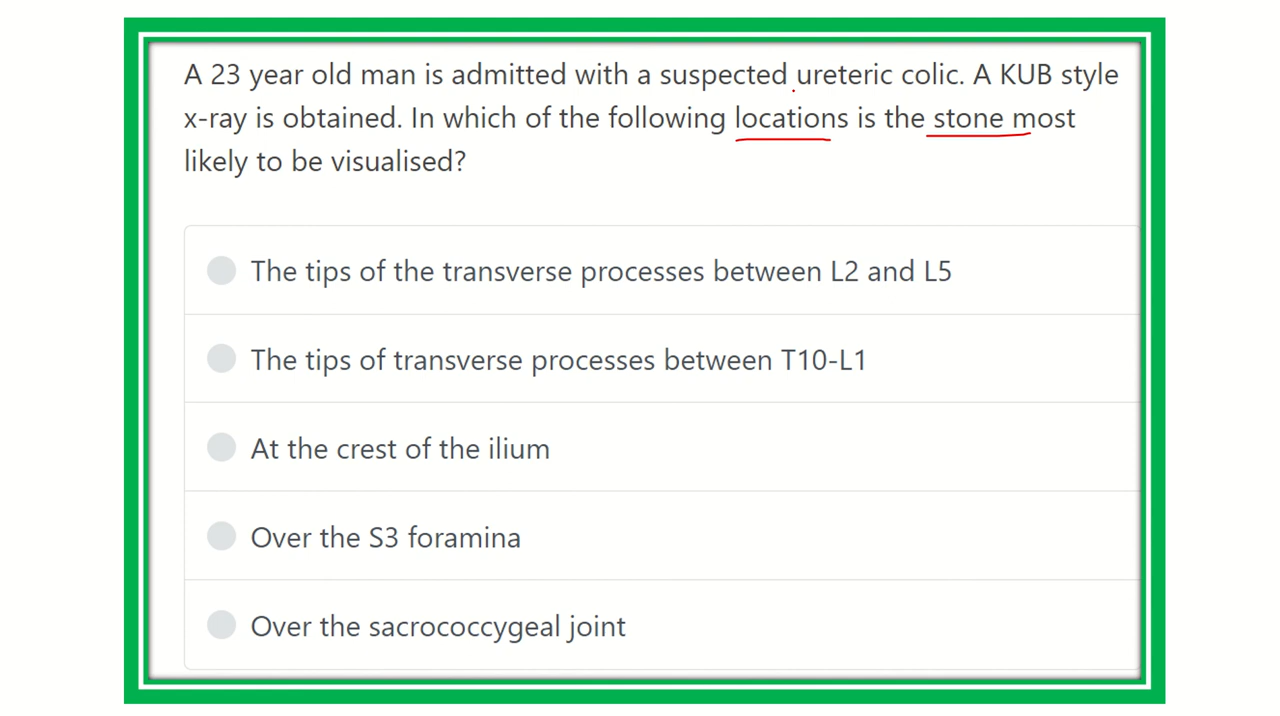 A 23 year old man is admitted with a suspected ureteric colic. A KUB style
x-ray is obtained. In which of the following locations is the stone most
likely to be visualised?
The tips of the transverse processes between L2 and L5
The tips of transverse processes between T10-L1
At the crest of the ilium
Over the S3 foramina
Over the sacrococcygeal joint